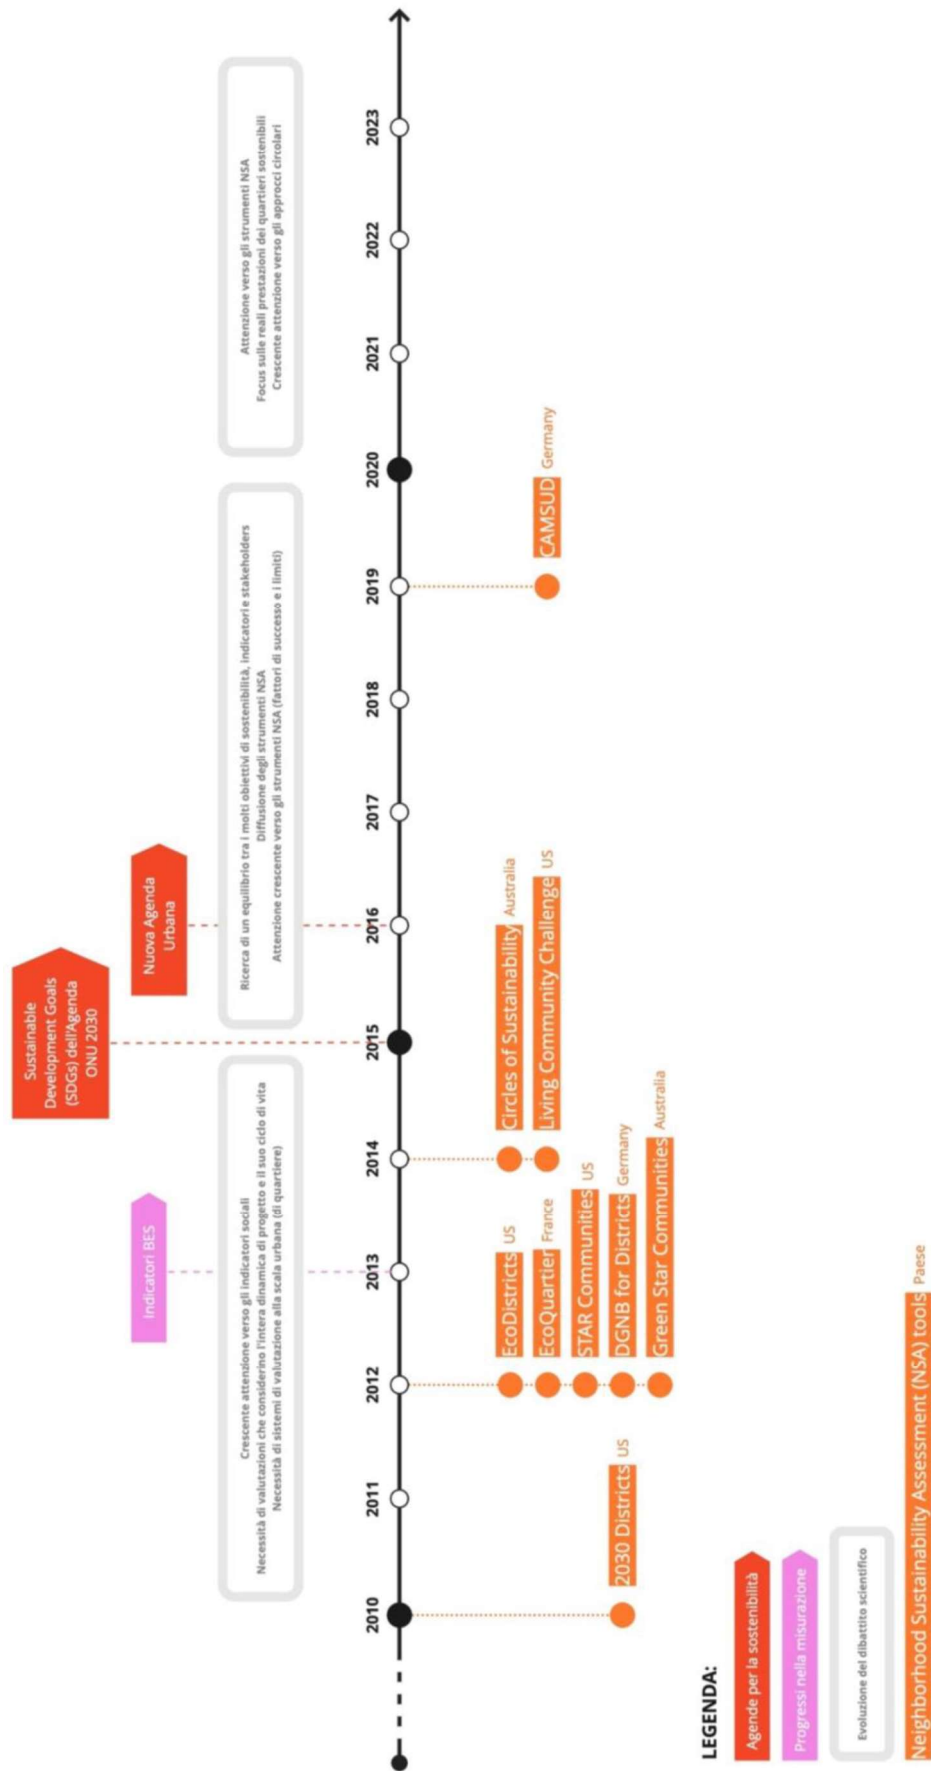 Sustainable
Development Goals
(SDGs) dell'Agenda
ONU 2030
Nuova Agenda
Urbana
Indicatori BES
Crescente attenzione verso gli indicatori sociali
Necessità di valutazioni che considerino l'intera dinamica di progetto e il suo ciclo di vita
Necessità di sistemi di valutazione alla scala urbana (di quartiere)
Ricerca di un equilibrio tra i molti obiettivi di sostenibilità, indicatori e stakeholders
Diffusione degli strumenti NSA
Attenzione crescente verso gli strumenti NSA (fattori di successo e i limiti)
Attenzione verso gli strumenti NSA
Focus sulle reali prestazioni dei quartieri sostenibili
Crescente attenzione verso gli approcci circolari
2010 2011 2012 2013 2014 2015 2016 2017 2018 2019 2020 2021 2022 2023
EcoDistricts US
EcoQuartier France
STAR Communities US
2030 Districts US
DGNB for Districts Germany
Green Star Communities Australia
Circles of Sustainability Australia
Living Community Challenge US
CAMSUD Germany
LEGENDA:
Agende per la sostenibilità
Progressi nella misurazione
Evoluzione del dibattito scientifico
Neighborhood Sustainability Assessment (NSA) tools Paese